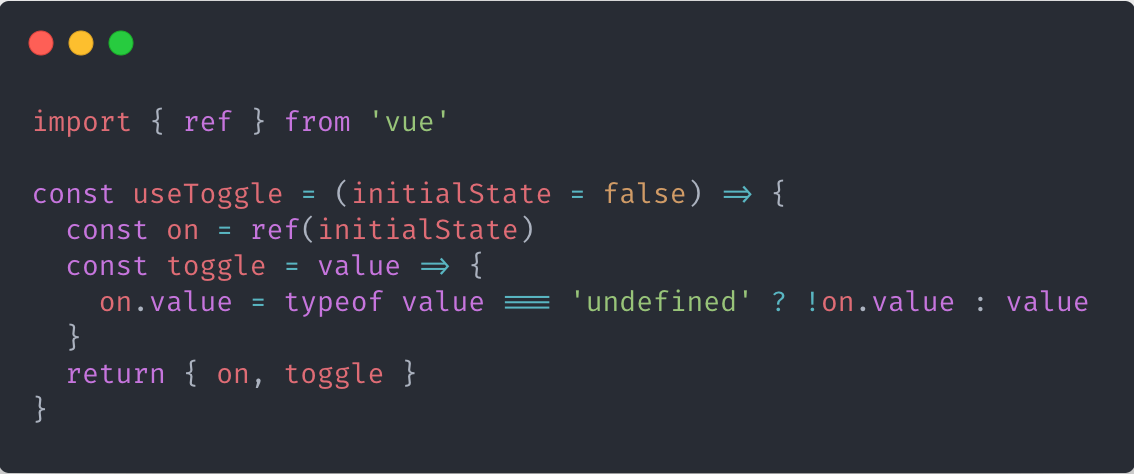 import { ref } from 'vue'

const useToggle = (initialState = false) => {
  const on = ref(initialState)
  const toggle = value => {
    on.value = typeof value === 'undefined' ? !on.value : value
  }
  return { on, toggle }
}